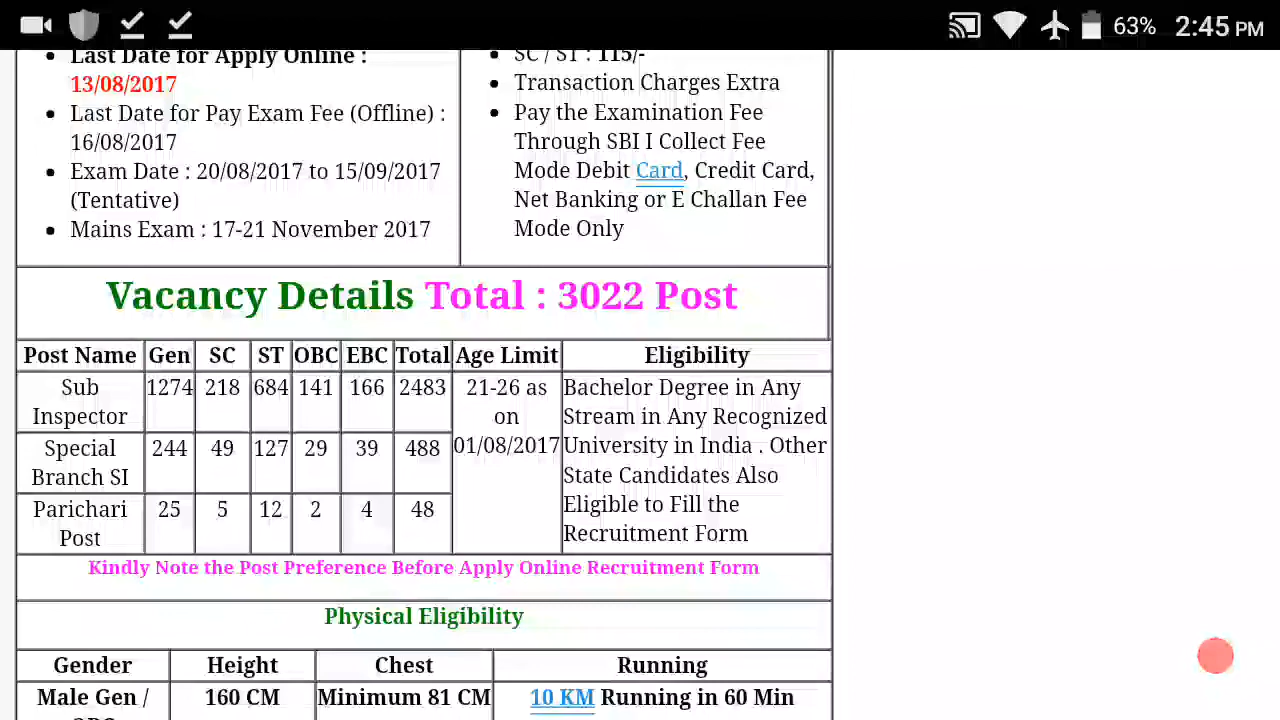 63% 2:45 PM
Last Date for Apply Online :
13/08/2017
Last Date for Pay Exam Fee (Offline) :
16/08/2017
Exam Date : 20/08/2017 to 15/09/2017
(Tentative)
Mains Exam : 17-21 November 2017
SC / ST : 115/-
Transaction Charges Extra
Pay the Examination Fee
Through SBI I Collect Fee
Mode Debit Card, Credit Card,
Net Banking or E Challan Fee
Mode Only
Vacancy Details Total : 3022 Post
Post Name Gen SC ST OBC EBC Total Age Limit Eligibility
Sub
Inspector
1274 218 684 141 166 2483
Special
Branch SI
244 49 127 29 39 488
Parichari
Post
25 5 12 2 4 48
21-26 as
on
01/08/2017
Bachelor Degree in Any
Stream in Any Recognized
University in India . Other
State Candidates Also
Eligible to Fill the
Recruitment Form
Kindly Note the Post Preference Before Apply Online Recruitment Form
Physical Eligibility
Gender Height Chest Running
Male Gen / 160 CM Minimum 81 CM 10 KM Running in 60 Min